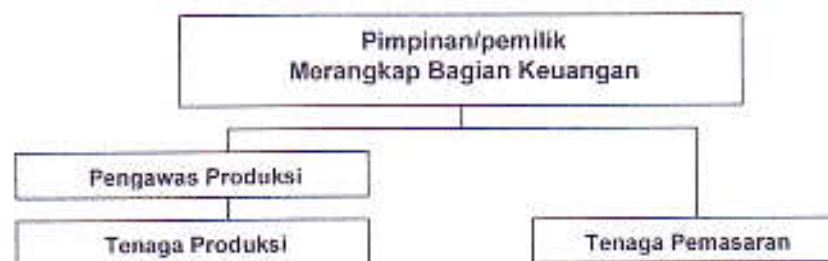 Pimpinan/pemilik
Merangkap Bagian Keuangan
Pengawas Produksi
Tenaga Produksi
Tenaga Pemasaran